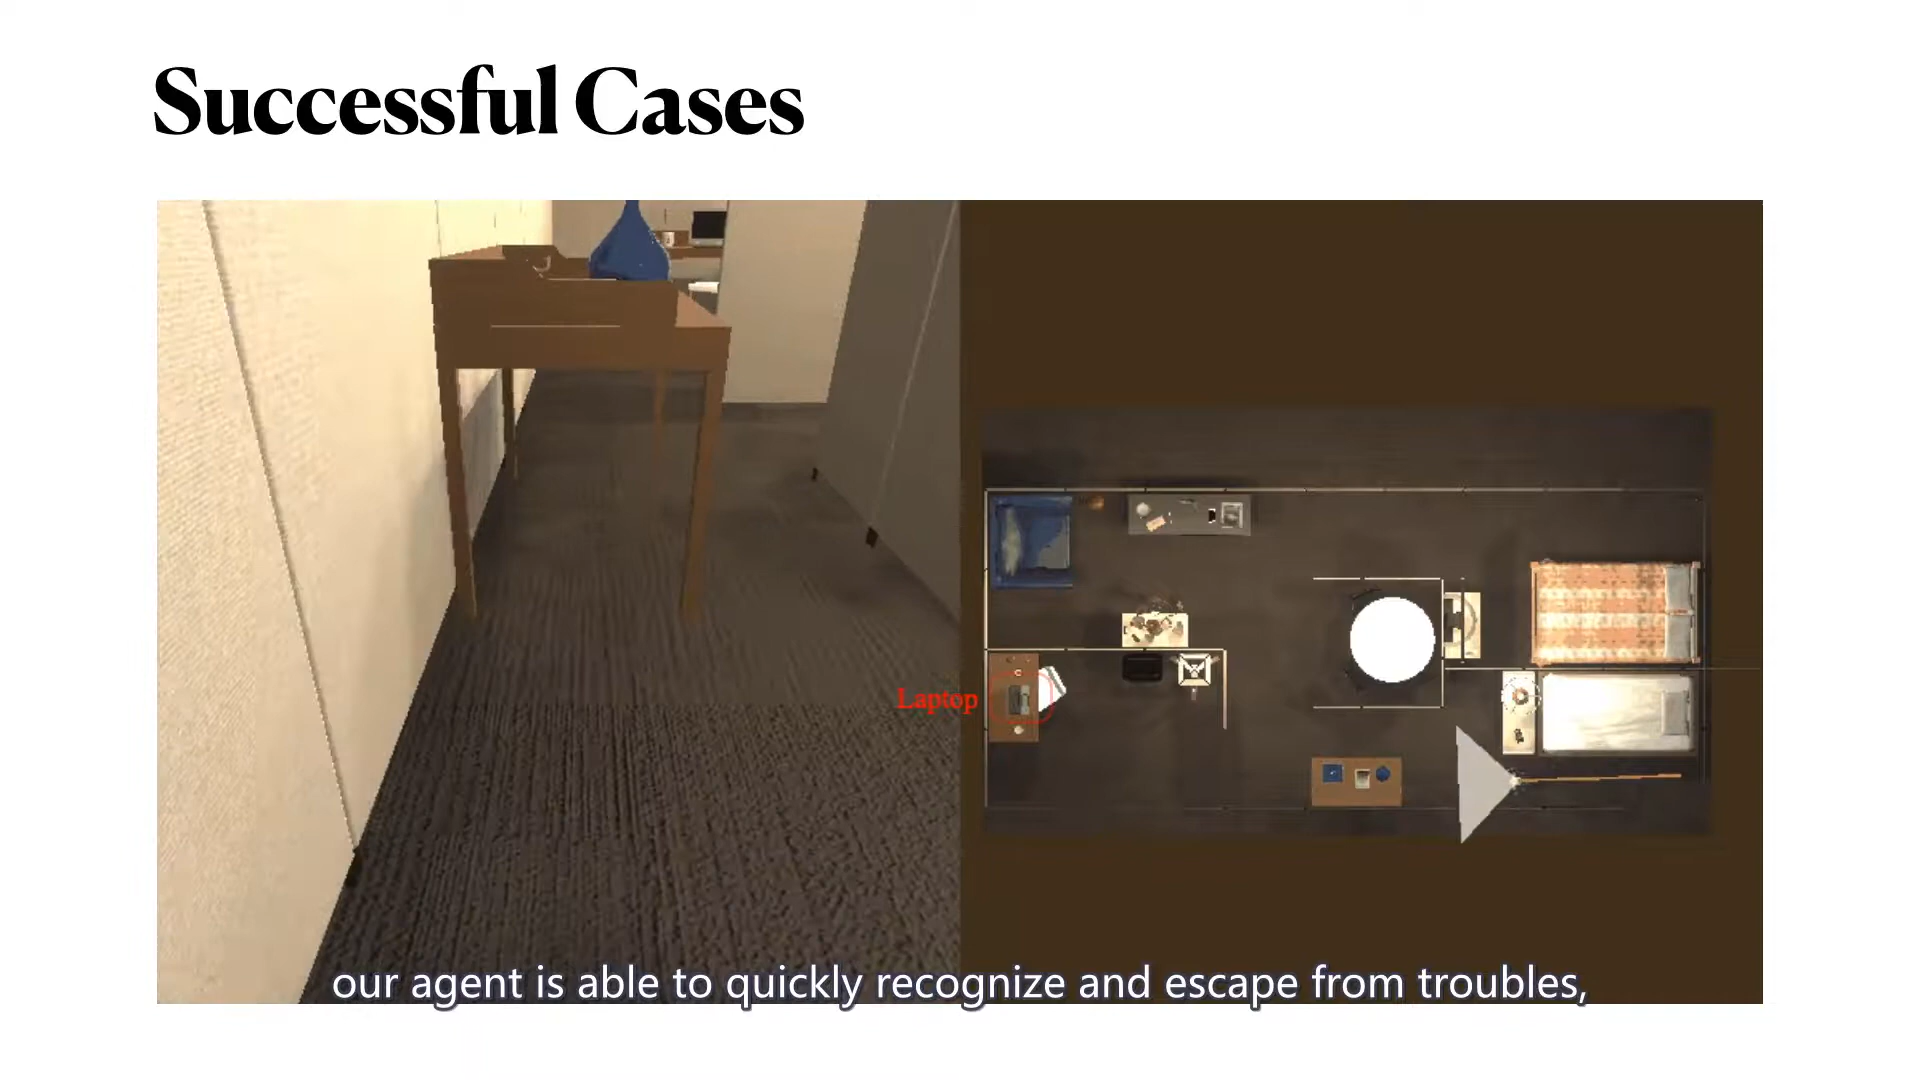 Successful Cases
Laptop
our agent is able to quickly recognize and escape from troubles,